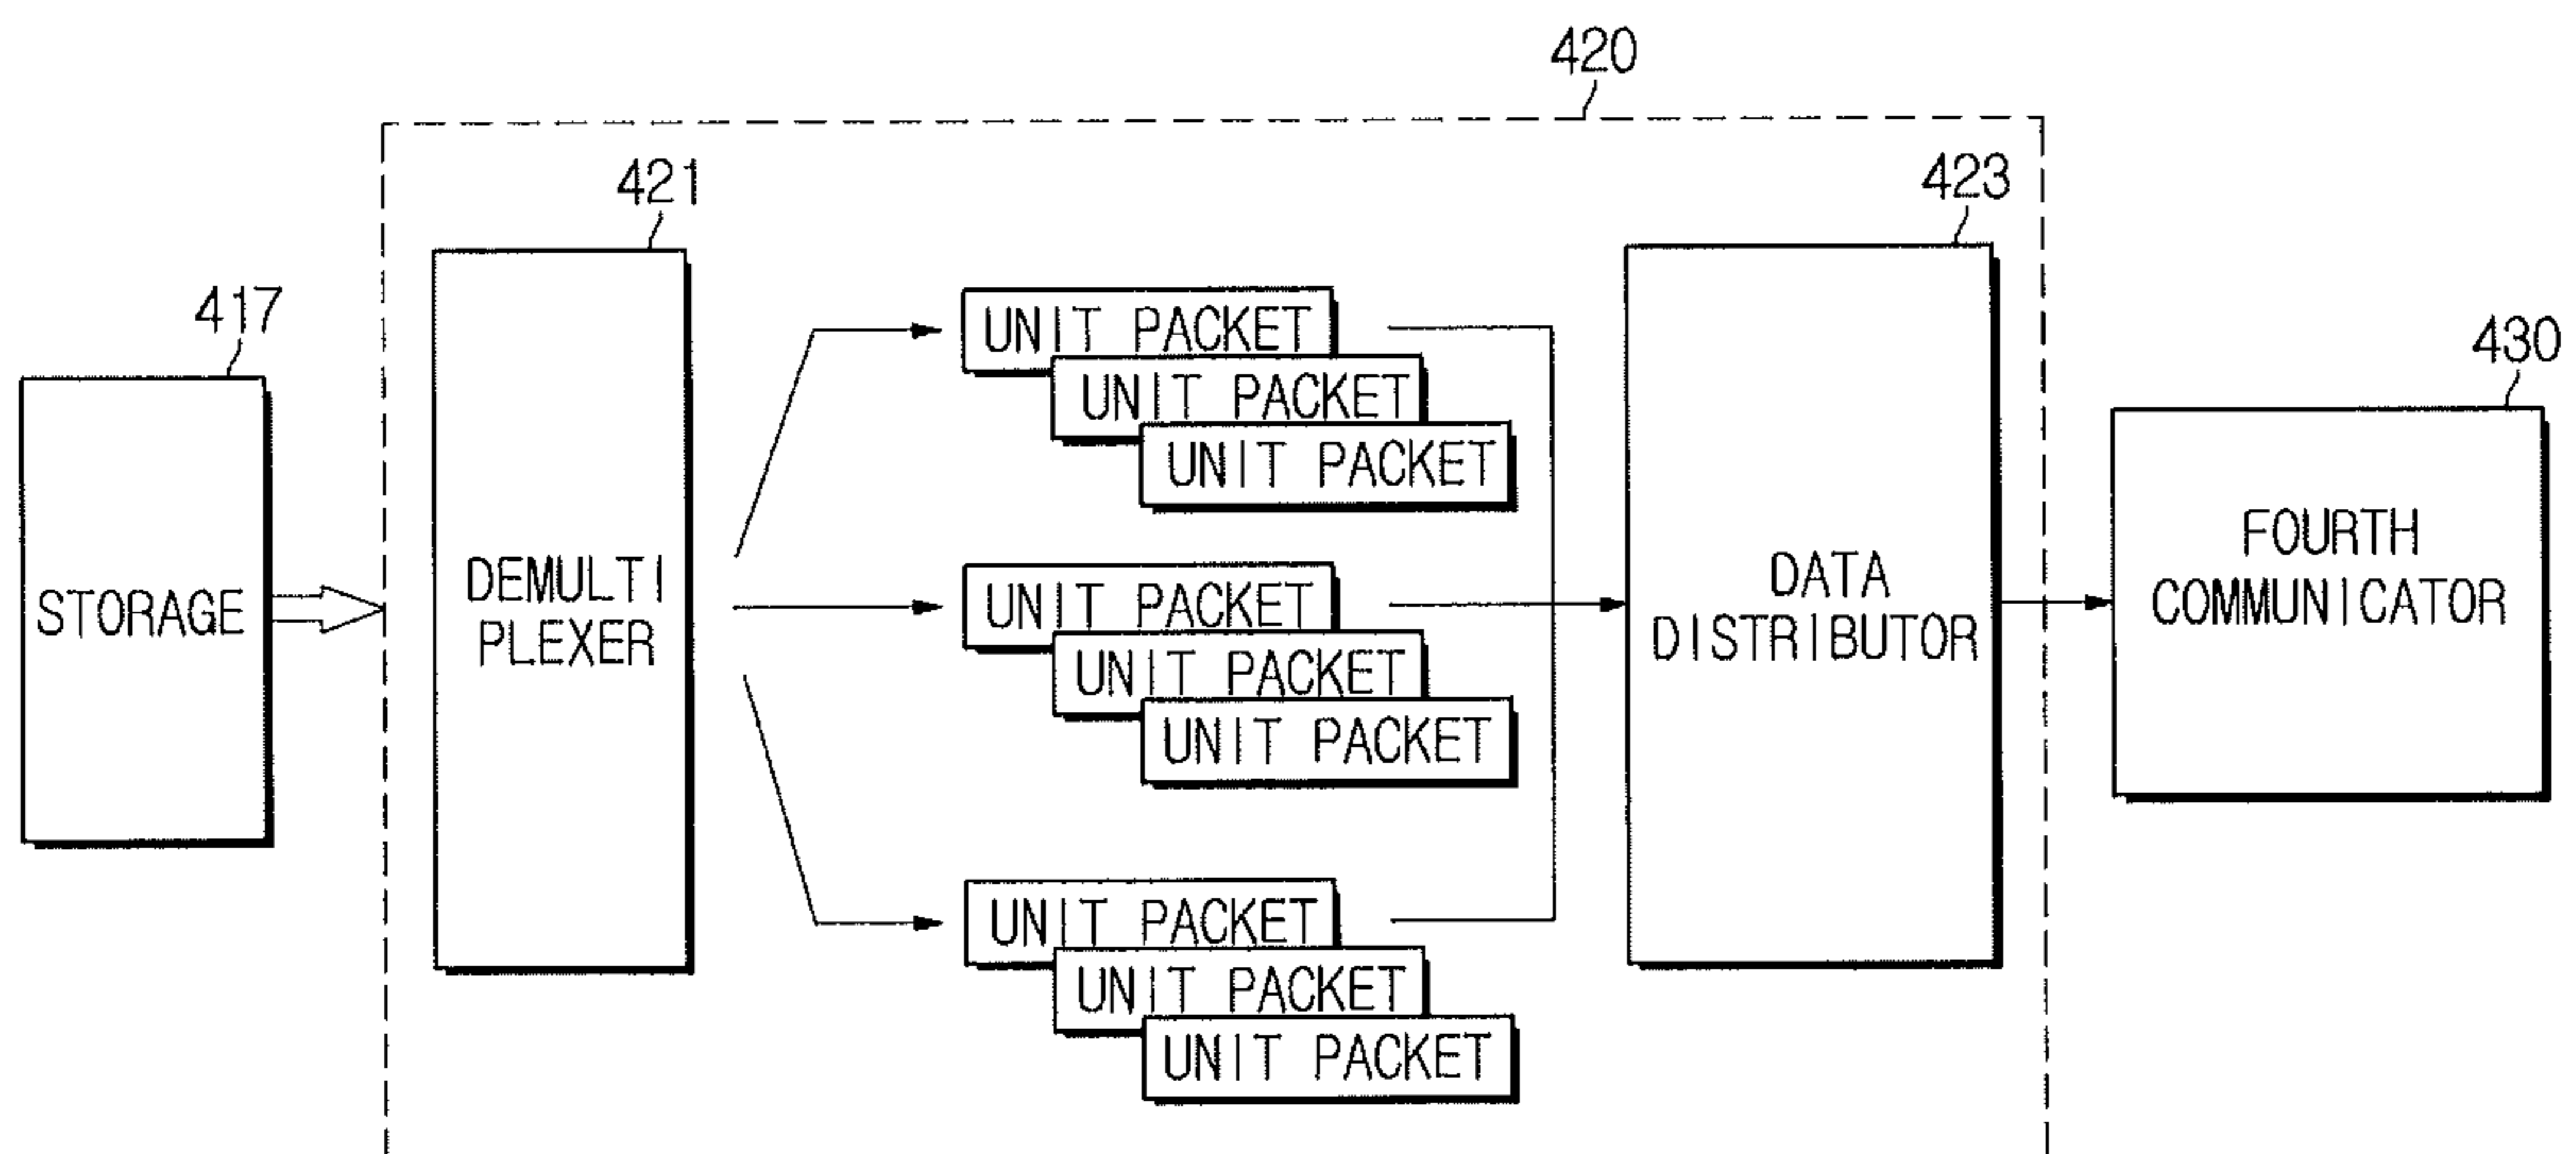 420
421
423
417
430
UNIT PACKET
UNIT PACKET
UNIT PACKET
STORAGE
DEMULTI
PLEXER
UNIT PACKET
UNIT PACKET
UNIT PACKET
DATA
DISTRIBUTOR
FOURTH
COMMUNICATOR
UNIT PACKET
UNIT PACKET
UNIT PACKET